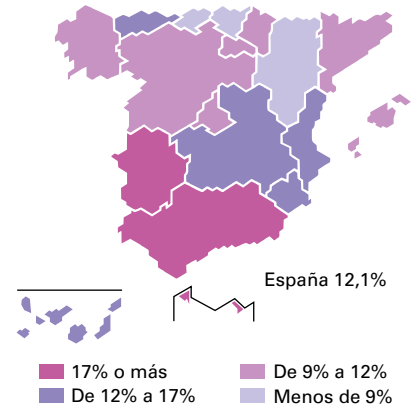 España 12,1%
17% o más
De 9% a 12%
De 12% a 17%
Menos de 9%